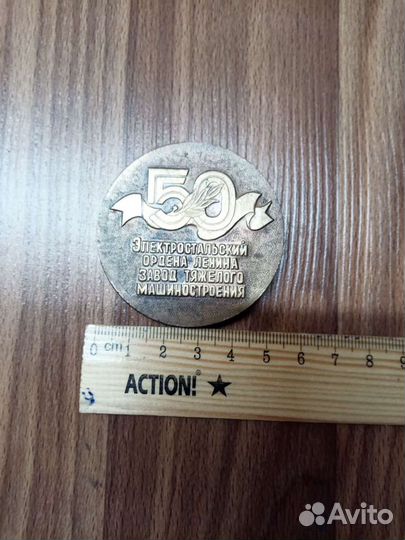 50
Электростальский
ордена Ленина
завод тяжелого
машиностроения
0 cm 1 2 3 4 5 6 7 8 9
ACTION!®
Avito